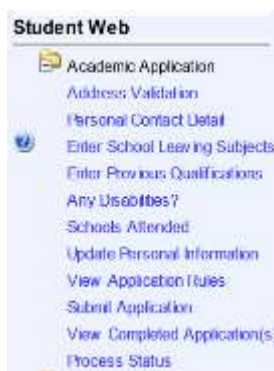 Student Web
Academic Application
Address Validation
Personal Contact Detail
Enter School Leaving Subjects
Enter Previous Qualifications
Any Disabilities?
Schools Attended
Update Personal Information
View Application Rules
Submit Application
View Completed Application(s)
Process Status